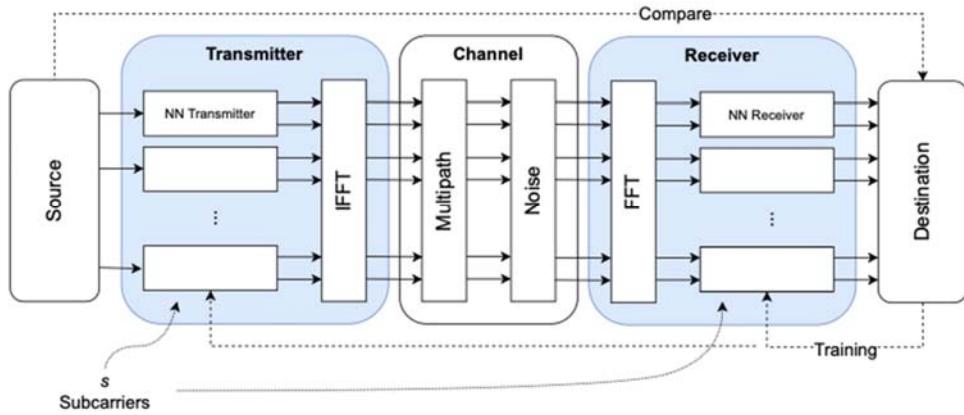 Compare
Transmitter
Channel
Receiver
Source
NN Transmitter
IFFT
Multipath
Noise
FFT
NN Receiver
Destination
...
...
Training
s
Subcarriers